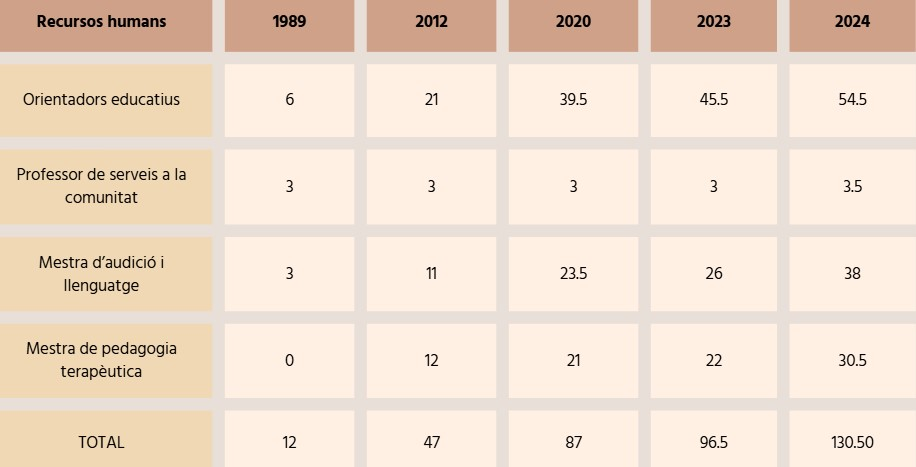 Recursos humans 1989 2012 2020 2023 2024
Orientadors educatius 6 21 39.5 45.5 54.5
Professor de serveis a la
comunitat 3 3 3 3 3.5
Mestra d'audició i
llenguatge 3 11 23.5 26 38
Mestra de pedagogia
terapèutica 0 12 21 22 30.5
TOTAL 12 47 87 96.5 130.50